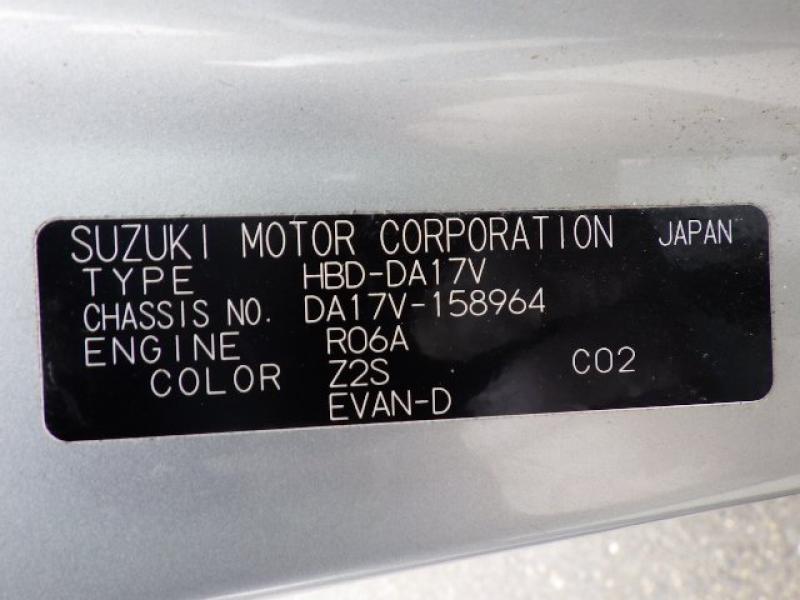 SUZUKI MOTOR CORPORATION JAPAN
TYPE HBD-DA17V
CHASSIS NO. DA17V-158964
ENGINE R06A
COLOR Z2S C02
EVAN-D